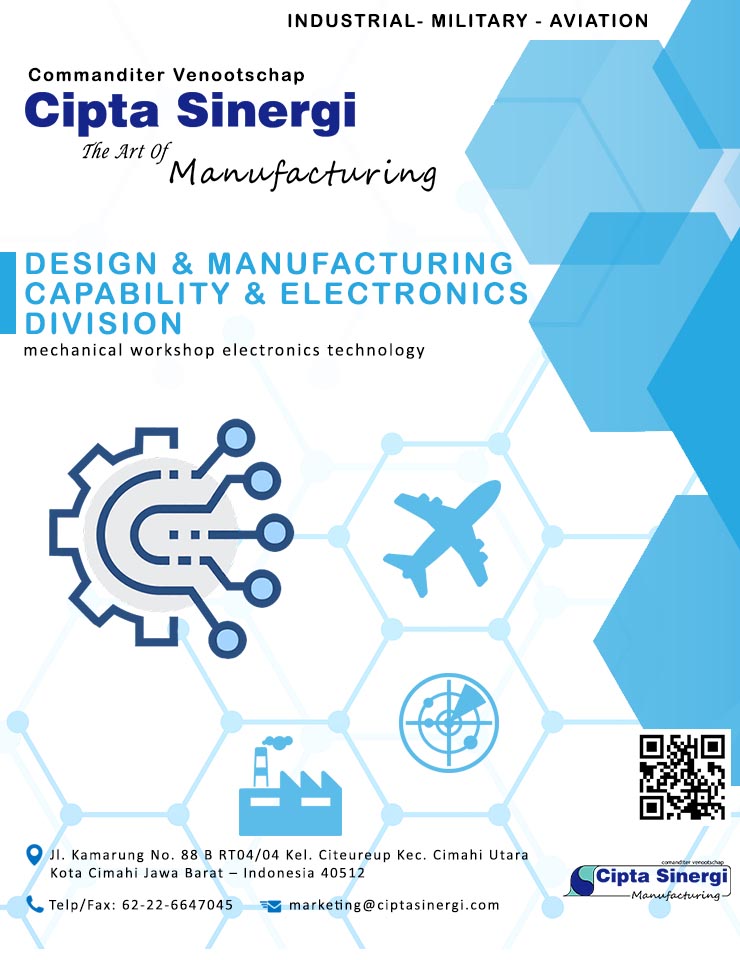 INDUSTRIAL- MILITARY - AVIATION
Commanditer Venootschap
Cipta Sinergi
The Art Of
Manufacturing
DESIGN & MANUFACTURING
CAPABILITY & ELECTRONICS
DIVISION
mechanical workshop electronics technology
Jl. Kamarung No. 88 B RT04/04 Kel. Citeureup Kec. Cimahi Utara
Kota Cimahi Jawa Barat – Indonesia 40512
Telp/Fax: 62-22-6647045
marketing@ciptasinergi.com
comanditer venootschap
Cipta Sinergi
Manufacturing